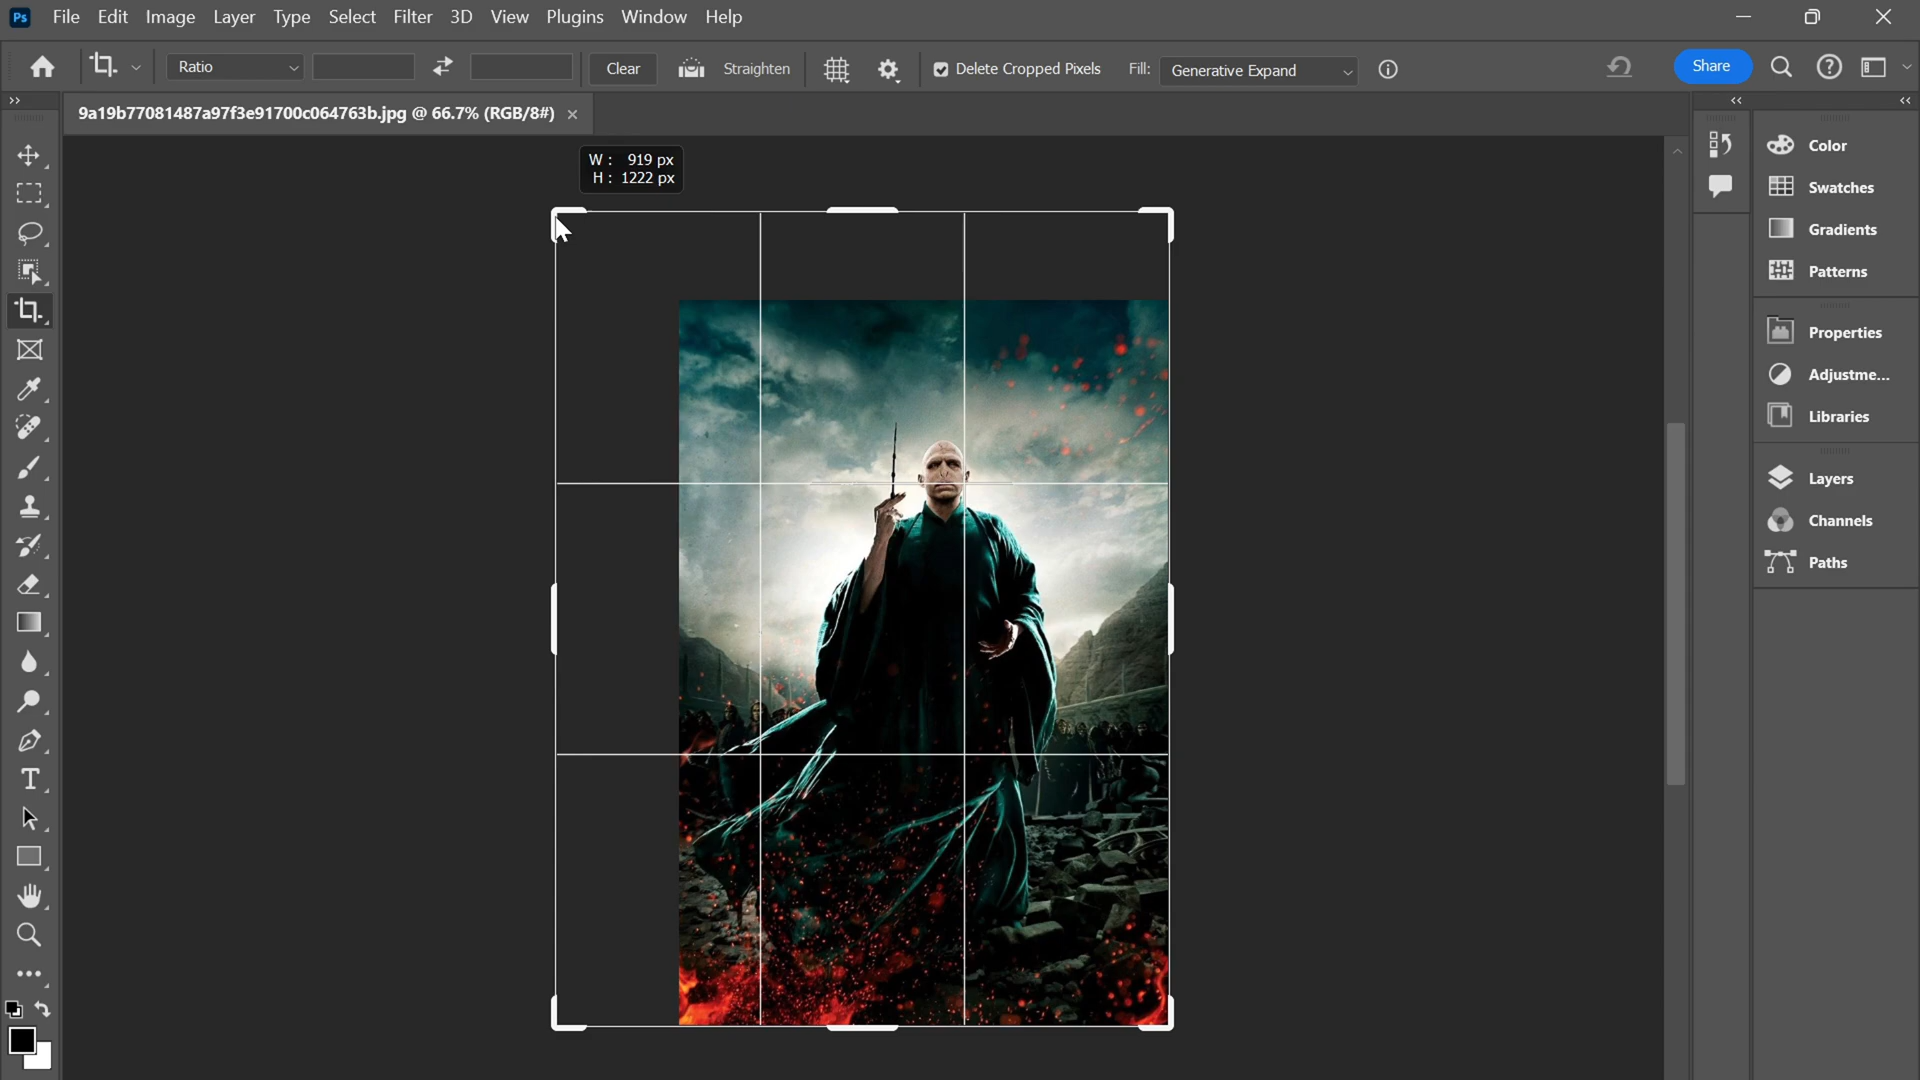 Ps File Edit Image Layer Type Select Filter 3D View Plugins Window Help
Ratio Clear Straighten Delete Cropped Pixels Fill: Generative Expand Share
9a19b77081487a97f3e91700c064763b.jpg @ 66.7% (RGB/8#)
W : 919 px
H : 1222 px
Color
Swatches
Gradients
Patterns
Properties
Adjustme...
Libraries
Layers
Channels
Paths